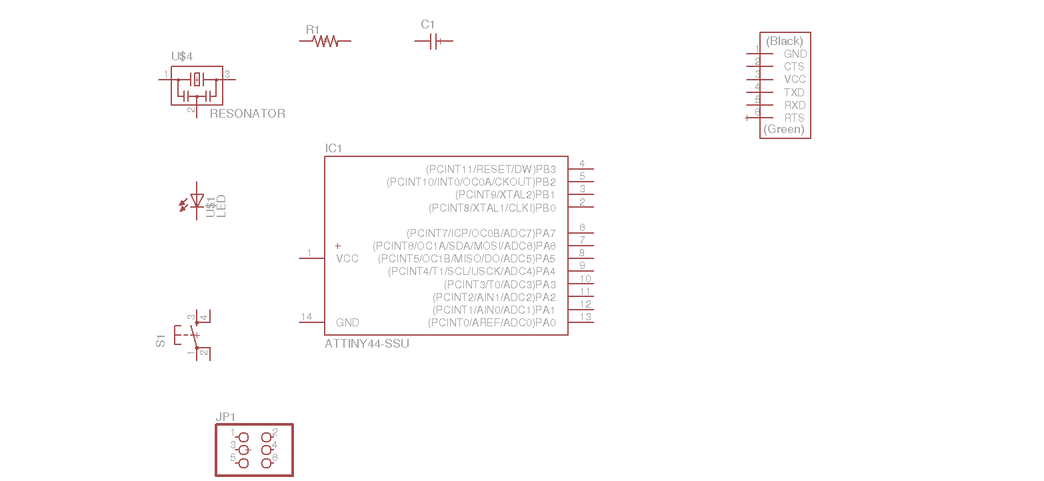 R1
C1
U$4
1
3
2
RESONATOR
(Black)
1 GND
2 CTS
3 VCC
4 TXD
5 RXD
6 RTS
(Green)
IC1
(PCINT11/RESET/DW)PB3 4
(PCINT10/INT0/OC0A/CKOUT)PB2 5
(PCINT9/XTAL2)PB1 3
(PCINT8/XTAL1/CLKI)PB0 2
(PCINT7/ICP/OC0B/ADC7)PA7 6
(PCINT6/OC1A/SDA/MOSI/ADC6)PA6 7
1 VCC
(PCINT5/OC1B/MISO/DO/ADC5)PA5 8
(PCINT4/T1/SCL/USCK/ADC4)PA4 9
(PCINT3/T0/ADC3)PA3 10
(PCINT2/AIN1/ADC2)PA2 11
(PCINT1/AIN0/ADC1)PA1 12
14 GND
(PCINT0/AREF/ADC0)PA0 13
ATTINY44-SSU
U$1
LED
S1
3 4
1 2
JP1
1 2
3 4
5 6